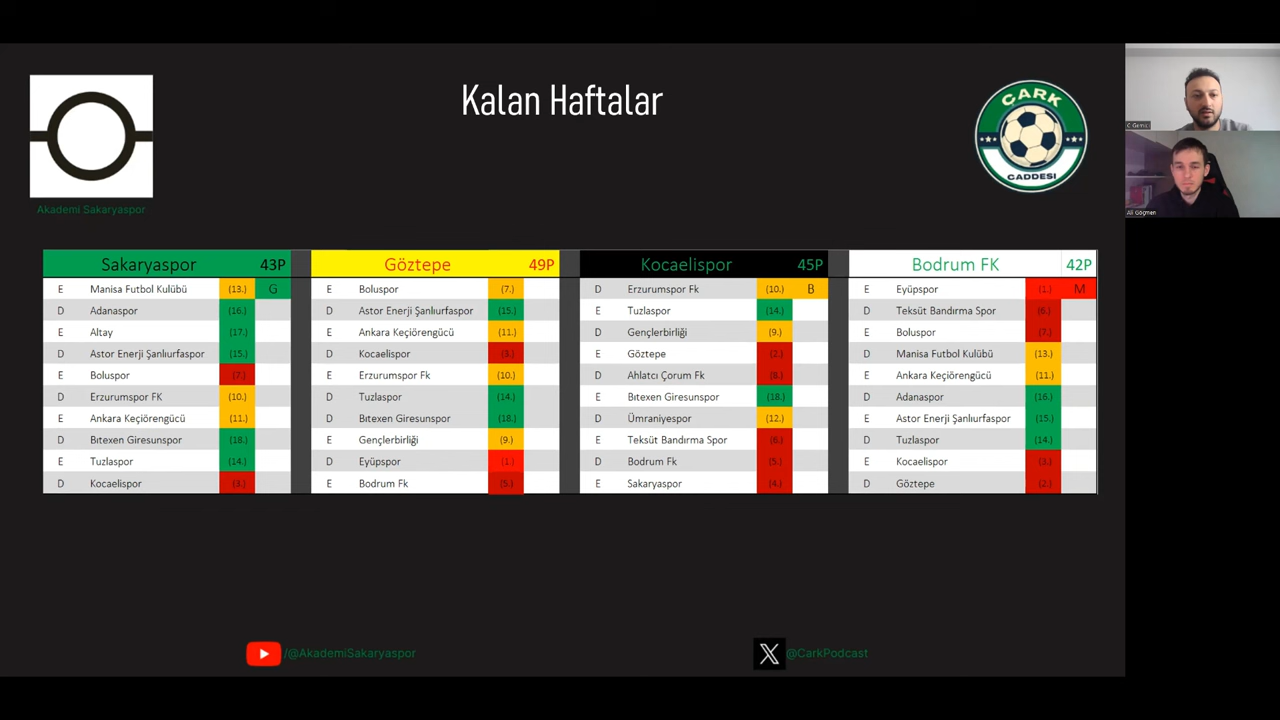 Kalan Haftalar
ÇARK
CADDESİ
Akademi Sakaryaspor
C Gemici
Ali Göçmen
Sakaryaspor 43P
E Manisa Futbol Kulübü (13.) G
D Adanaspor (16.)
E Altay (17.)
D Astor Enerji Şanlıurfaspor (15.)
E Boluspor (7.)
D Erzurumspor FK (10.)
E Ankara Keçiörengücü (11.)
D Bıtexen Giresunspor (18.)
E Tuzlaspor (14.)
D Kocaelispor (3.)
Göztepe 49P
E Boluspor (7.)
D Astor Enerji Şanlıurfaspor (15.)
E Ankara Keçiörengücü (11.)
D Kocaelispor (3.)
E Erzurumspor Fk (10.)
D Tuzlaspor (14.)
D Bıtexen Giresunspor (18.)
E Gençlerbirliği (9.)
D Eyüpspor (1.)
E Bodrum Fk (5.)
Kocaelispor 45P
D Erzurumspor Fk (10.) B
E Tuzlaspor (14.)
D Gençlerbirliği (9.)
E Göztepe (2.)
D Ahlatcı Çorum Fk (8.)
E Bıtexen Giresunspor (18.)
D Ümraniyespor (12.)
E Teksüt Bandırma Spor (6.)
D Bodrum Fk (5.)
E Sakaryaspor (4.)
Bodrum FK 42P
E Eyüpspor (1.) M
D Teksüt Bandırma Spor (6.)
E Boluspor (7.)
D Manisa Futbol Kulübü (13.)
E Ankara Keçiörengücü (11.)
D Adanaspor (16.)
E Astor Enerji Şanlıurfaspor (15.)
D Tuzlaspor (14.)
E Kocaelispor (3.)
D Göztepe (2.)
/@AkademiSakaryaspor
@CarkPodcast